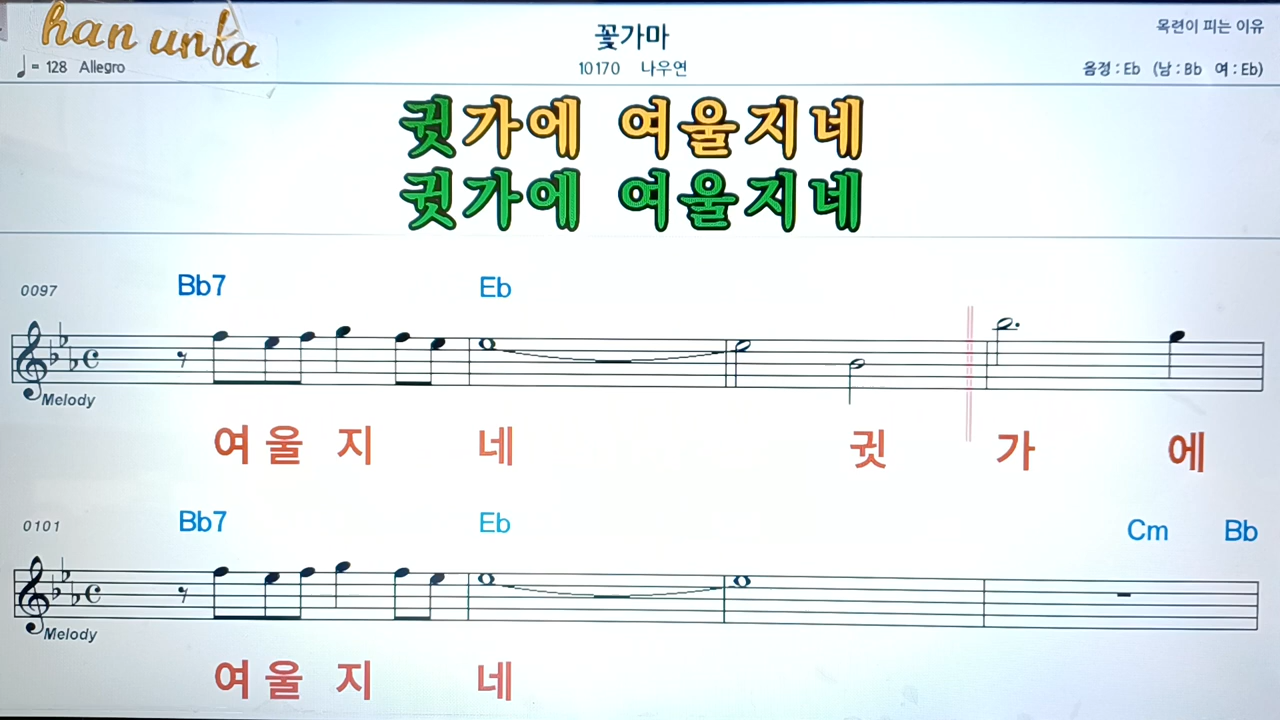 han unfa
꽃가마
목련이 피는 이유
♩= 128 Allegro
10170 나우연
음정 : Eb (남 : Bb 여 : Eb)
귓가에 여울지네
귓가에 여울지네
0097
Bb7 Eb
Melody
여 울 지 네 귓 가 에
0101
Bb7 Eb Cm Bb
Melody
여 울 지 네